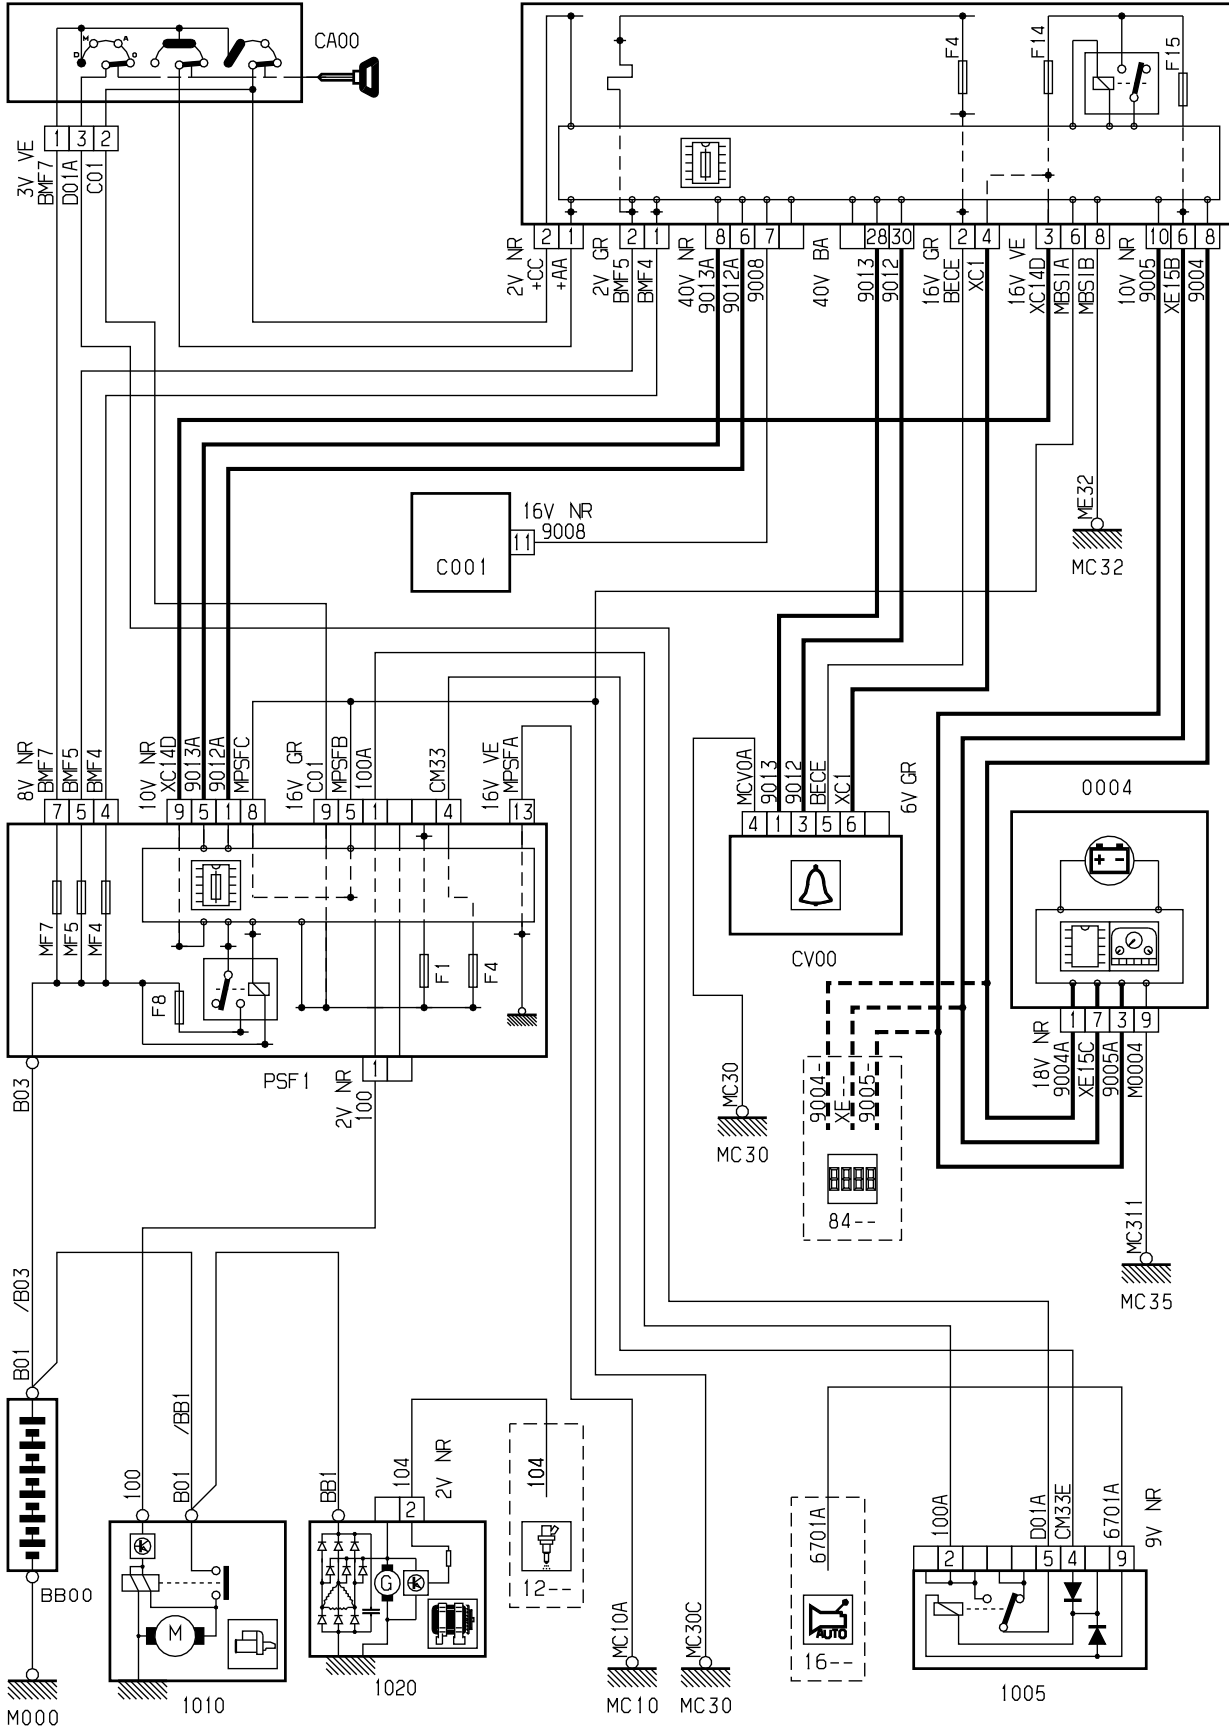 CA00
M A
D O
1 3 2
3V VE
BMF7
D01A
C01
F4
F14
F15
2 1
2V NR
+CC
+AA
2 1
2V GR
BMF5
BMF4
8 6 7
40V NR
9013A
9012A
9008
28 30
40V BA
9013
9012
2 4
16V GR
BECE
XC1
3 6 8
16V VE
XC14D
MBSIA
MBSIB
10 6 8
10V NR
9005
XE15B
9004
C001
11
16V NR
9008
ME32
MC32
8V NR
BMF7
BMF5
BMF4
7 5 4
10V NR
XC14D
9013A
9012A
MPSFC
9 5 1 8
16V GR
C01
MPSFB
100A
CM33
9 5 1 4
16V VE
MPSFA
13
MF7
MF5
MF4
F8
F1
F4
PSF1
B03
2V NR
100
1
MCV0A
9013
9012
BECE
XC1
6V GR
4 1 3 5 6
CV00
MC30
MC30
0004
+ -
1 7 3 9
18V NR
9004A
XE15C
9005A
M0004
9004-
XE--
9005-
84--
MC311
MC35
/B03
B01
BB00
M000
100
B01
/BB1
M
1010
BB1
104
2V NR
2
G
1020
104
12--
MC10A
MC10
MC30C
MC30
6701A
AUTO
16--
100A
D01A
CM33E
6701A
9V NR
2 5 4 9
1005